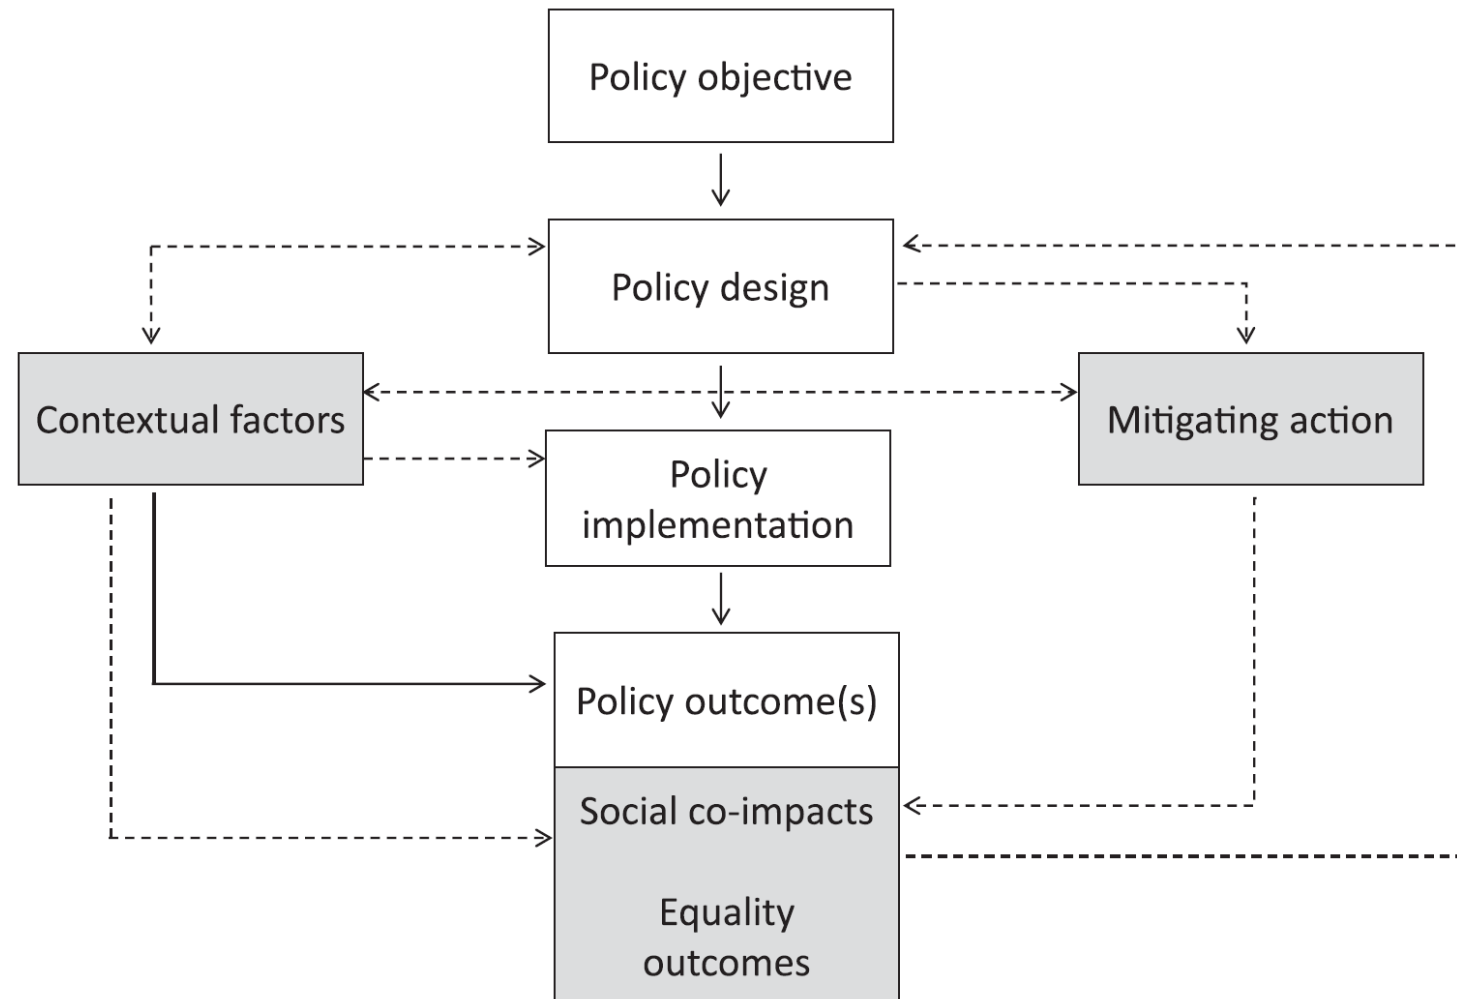 Policy objective
Policy design
Contextual factors
Mitigating action
Policy
implementation
Policy outcome(s)
Social co-impacts
Equality
outcomes